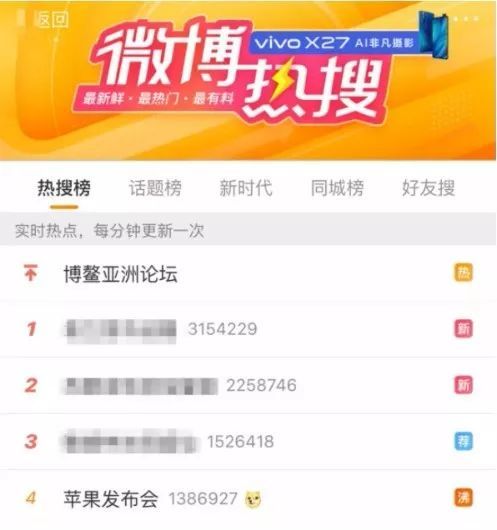 返回
微博热搜
vivo X27
AI非凡摄影
最新鲜·最热门·最有料
热搜榜 话题榜 新时代 同城榜 好友搜
实时热点，每分钟更新一次
博鳌亚洲论坛 热
1 3154229 新
2 2258746 新
3 1526418 荐
4 苹果发布会 1386927 沸